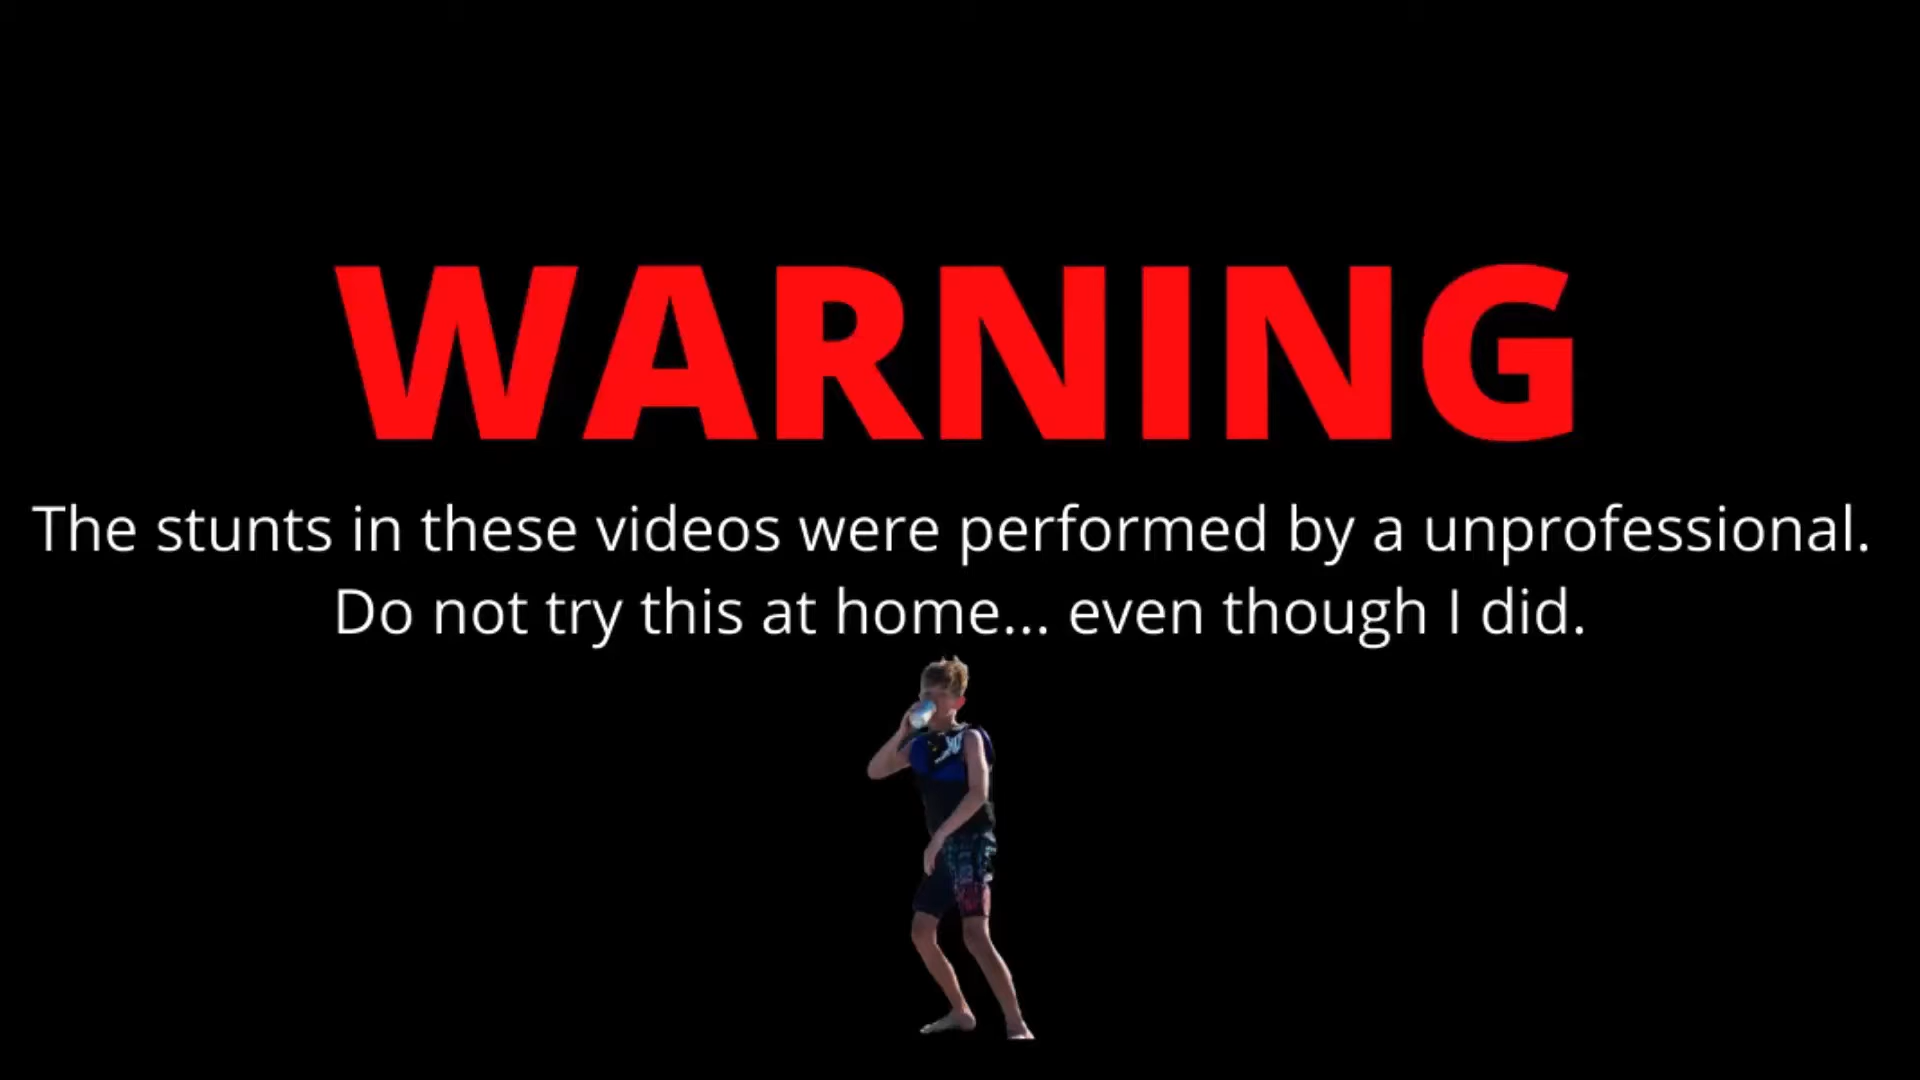 WARNING
The stunts in these videos were performed by a unprofessional.
Do not try this at home... even though I did.